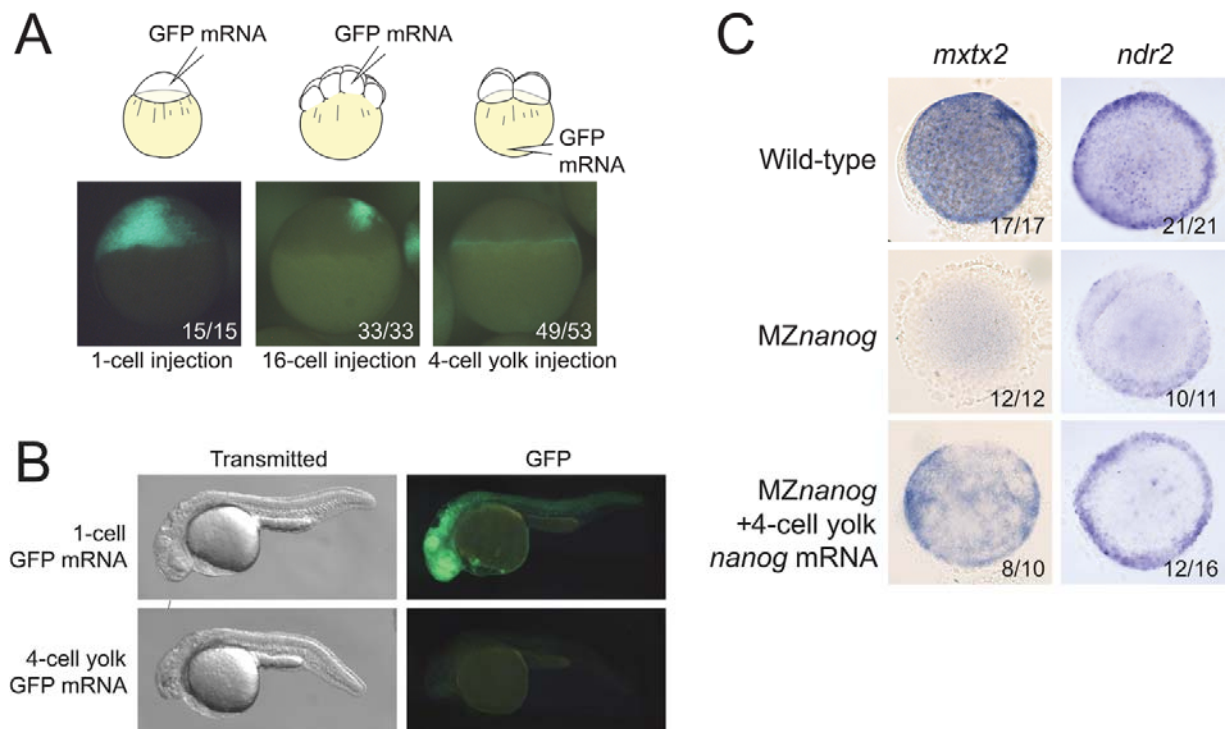 A
GFP mRNA
GFP mRNA
GFP
mRNA
15/15
33/33
49/53
1-cell injection
16-cell injection
4-cell yolk injection
B
Transmitted
GFP
1-cell
GFP mRNA
4-cell yolk
GFP mRNA
C
mxtx2
ndr2
Wild-type
17/17
21/21
MZnanog
12/12
10/11
MZnanog
+4-cell yolk
nanog mRNA
8/10
12/16